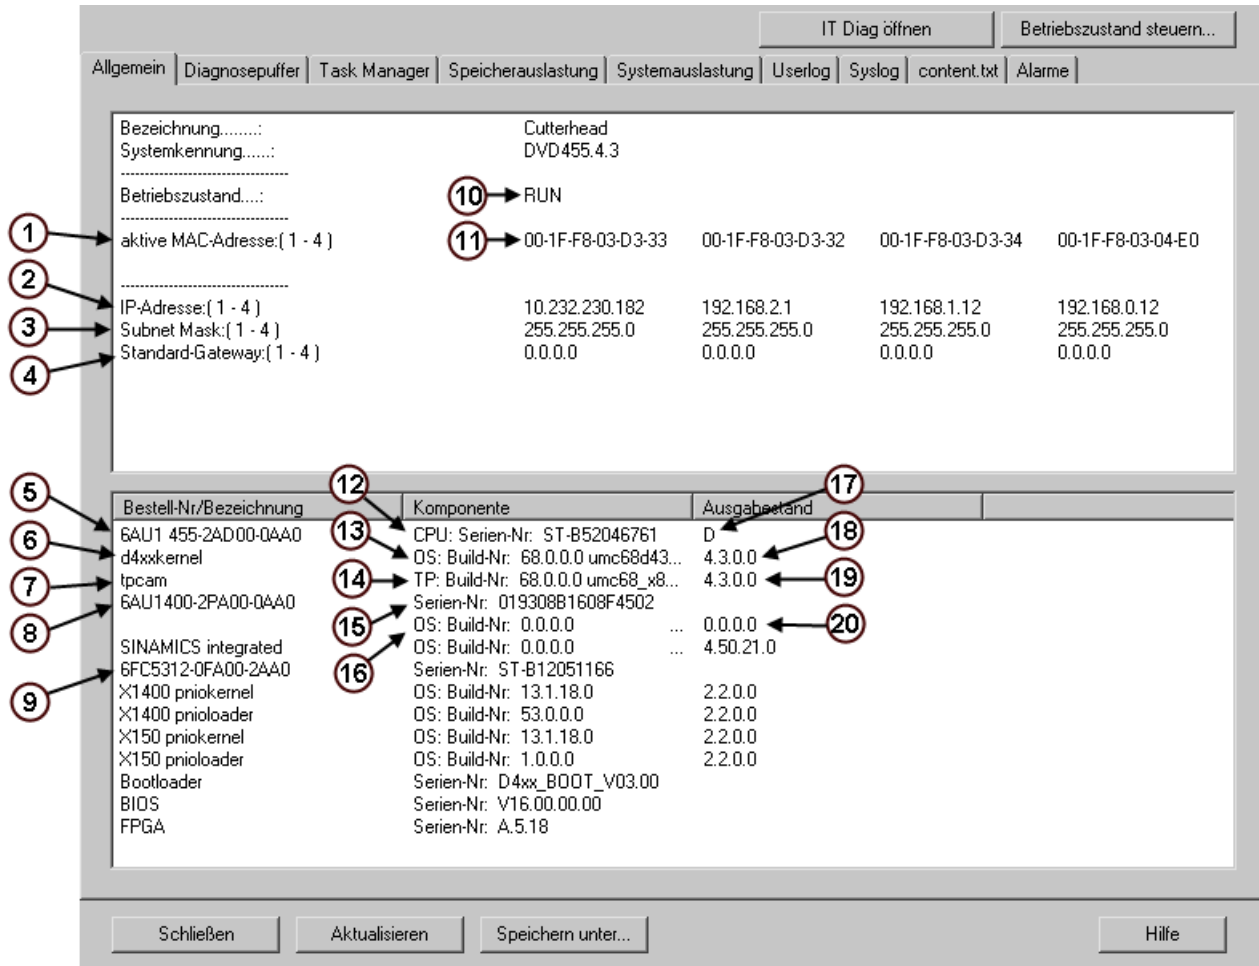 IT Diag öffnen Betriebszustand steuern...
Allgemein Diagnosepuffer Task Manager Speicherauslastung Systemauslastung Userlog Syslog content.txt Alarme
Bezeichnung.......: Cutterhead
Systemkennung......: DVD455.4.3
-----------------------------------
Betriebszustand....: 10 RUN
-----------------------------------
1 aktive MAC-Adresse:( 1 - 4 ) 11 00-1F-F8-03-D3-33 00-1F-F8-03-D3-32 00-1F-F8-03-D3-34 00-1F-F8-03-04-E0
-----------------------------------
2 IP-Adresse:( 1 - 4 ) 10.232.230.182 192.168.2.1 192.168.1.12 192.168.0.12
3 Subnet Mask:( 1 - 4 ) 255.255.255.0 255.255.255.0 255.255.255.0 255.255.255.0
4 Standard-Gateway:( 1 - 4 ) 0.0.0.0 0.0.0.0 0.0.0.0 0.0.0.0
12 17
5 Bestell-Nr/Bezeichnung Komponente Ausgabestand
6AU1 455-2AD00-0AA0 CPU: Serien-Nr: ST-B52046761 D
6 d4xxkernel 13 OS: Build-Nr: 68.0.0.0 umc68d43... 4.3.0.0 18
7 tpcam 14 TP: Build-Nr: 68.0.0.0 umc68_x8... 4.3.0.0 19
8 6AU1400-2PA00-0AA0 15 Serien-Nr: 019308B1608F4502
16 OS: Build-Nr: 0.0.0.0 ... 0.0.0.0 20
SINAMICS integrated OS: Build-Nr: 0.0.0.0 ... 4.50.21.0
9 6FC5312-0FA00-2AA0 Serien-Nr: ST-B12051166
X1400 pniokernel OS: Build-Nr: 13.1.18.0 2.2.0.0
X1400 pnioloader OS: Build-Nr: 53.0.0.0 2.2.0.0
X150 pniokernel OS: Build-Nr: 13.1.18.0 2.2.0.0
X150 pnioloader OS: Build-Nr: 1.0.0.0 2.2.0.0
Bootloader Serien-Nr: D4xx_BOOT_V03.00
BIOS Serien-Nr: V16.00.00.00
FPGA Serien-Nr: A.5.18
Schließen Aktualisieren Speichern unter... Hilfe